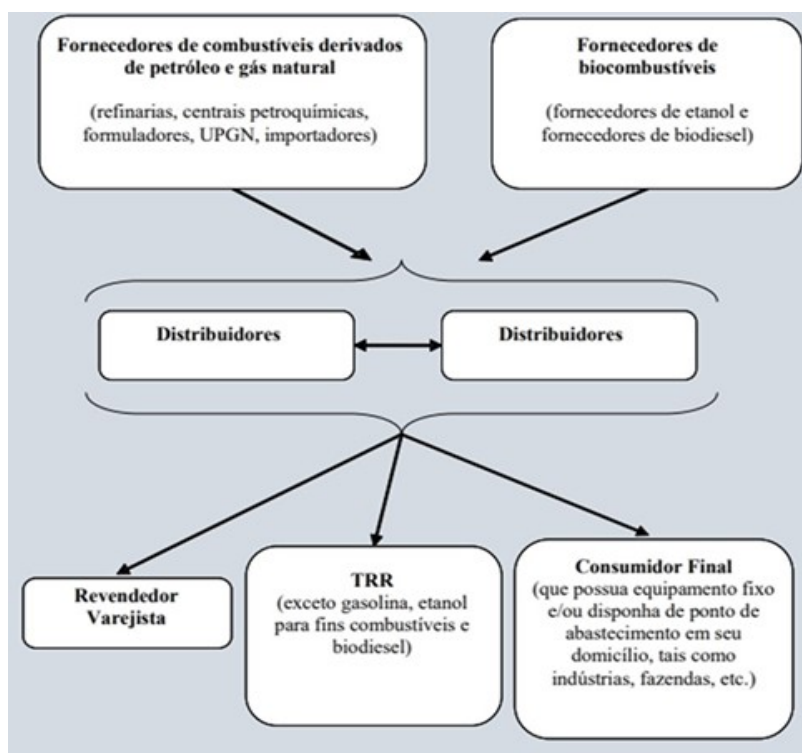 Fornecedores de combustíveis derivados
de petróleo e gás natural
(refinarias, centrais petroquímicas,
formuladores, UPGN, importadores)
Fornecedores de
biocombustíveis
(fornecedores de etanol e
fornecedores de biodiesel)
Distribuidores
Distribuidores
Revendedor
Varejista
TRR
(exceto gasolina, etanol
para fins combustíveis e
biodiesel)
Consumidor Final
(que possua equipamento fixo
e/ou disponha de ponto de
abastecimento em seu
domicílio, tais como
indústrias, fazendas, etc.)